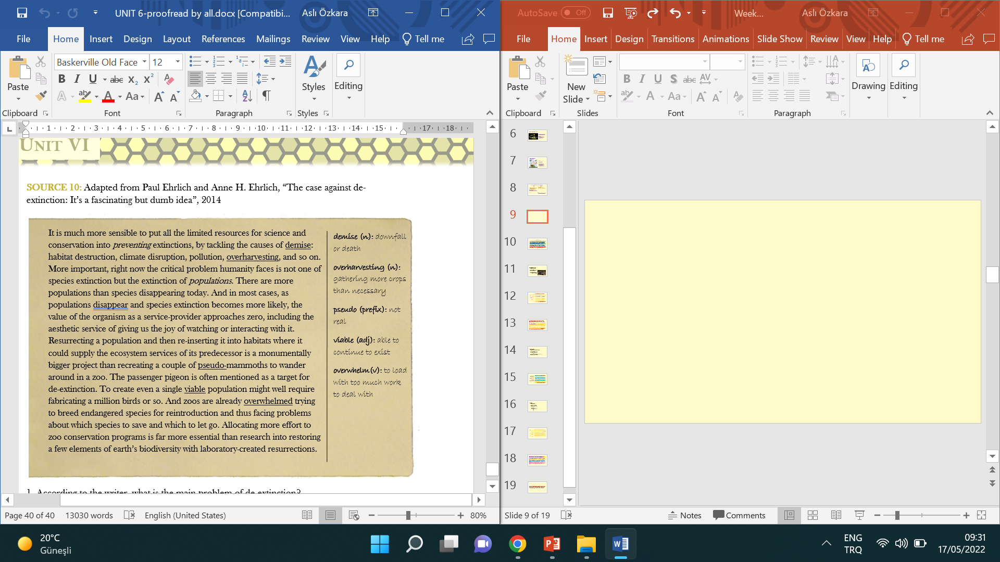 UNIT 6-proofread by all.docx [Compatibi...
Aslı Özkara
File
Home
Insert
Design
Layout
References
Mailings
Review
View
Help
Tell me
Paste
Clipboard
Baskerville Old Face
12
Font
Paragraph
Styles
Styles
Editing
1 2 3 4 5 6 7 8 9 10 11 12 13 14 15 17 18
UNIT VI
SOURCE 10: Adapted from Paul Ehrlich and Anne H. Ehrlich, “The case against de-
extinction: It’s a fascinating but dumb idea”, 2014
It is much more sensible to put all the limited resources for science and
conservation into preventing extinctions, by tackling the causes of demise:
habitat destruction, climate disruption, pollution, overharvesting, and so on.
More important, right now the critical problem humanity faces is not one of
species extinction but the extinction of populations. There are more
populations than species disappearing today. And in most cases, as
populations disappear and species extinction becomes more likely, the
value of the organism as a service-provider approaches zero, including the
aesthetic service of giving us the joy of watching or interacting with it.
Resurrecting a population and then re-inserting it into habitats where it
could supply the ecosystem services of its predecessor is a monumentally
bigger project than recreating a couple of pseudo-mammoths to wander
around in a zoo. The passenger pigeon is often mentioned as a target for
de-extinction. To create even a single viable population might well require
fabricating a million birds or so. And zoos are already overwhelmed trying
to breed endangered species for reintroduction and thus facing problems
about which species to save and which to let go. Allocating more effort to
zoo conservation programs is far more essential than research into restoring
a few elements of earth’s biodiversity with laboratory-created resurrections.
demise (n): downfall
or death
overharvesting (n):
gathering more crops
than necessary
pseudo (prefix): not
real
viable (adj): able to
continue to exist
overwhelm(v): to load
with too much work
to deal with
1. According to the writer, what is the main problem of de-extinction?
Page 40 of 40
13030 words
English (United States)
80%
AutoSave Off
Week...
Aslı Özkara
File
Home
Insert
Design
Transitions
Animations
Slide Show
Review
View
Help
Tell me
Paste
Clipboard
New
Slide
Slides
Font
Paragraph
Drawing
Editing
6
7
8
9
10
11
12
13
14
15
16
17
18
19
Slide 9 of 19
Notes
Comments
20°C
Güneşli
ENG
TRQ
09:31
17/05/2022